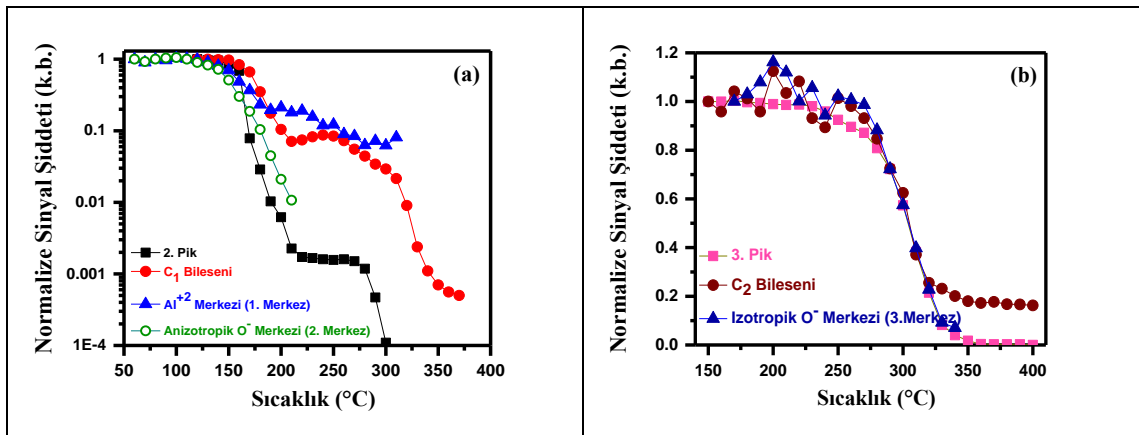 (a)
Normalize Sinyal Şiddeti (k.b.)
1
0.1
0.01
0.001
1E-4
2. Pik
C₁ Bileseni
Al⁺² Merkezi (1. Merkez)
Anizotropik O⁻ Merkezi (2. Merkez)
50 100 150 200 250 300 350 400
Sıcaklık (°C)
(b)
Normalize Sinyal Şiddeti (k.b.)
1.2
1.0
0.8
0.6
0.4
0.2
0.0
3. Pik
C₂ Bileseni
Izotropik O⁻ Merkezi (3.Merkez)
150 200 250 300 350 400
Sıcaklık (°C)